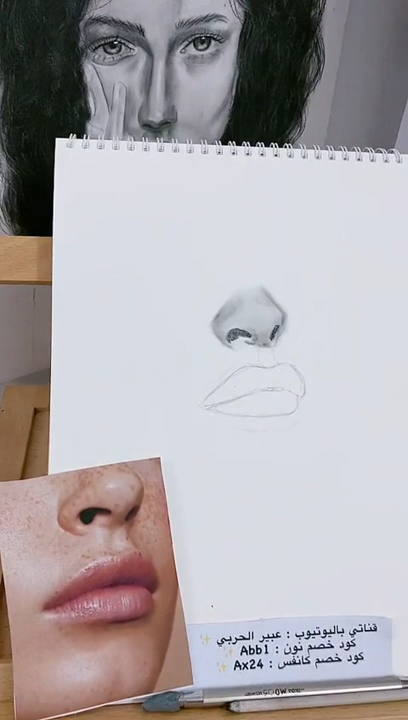 قناتي باليوتيوب : عبير الحربي
كود خصم نون : Abb1
كود خصم كانفس : Ax24